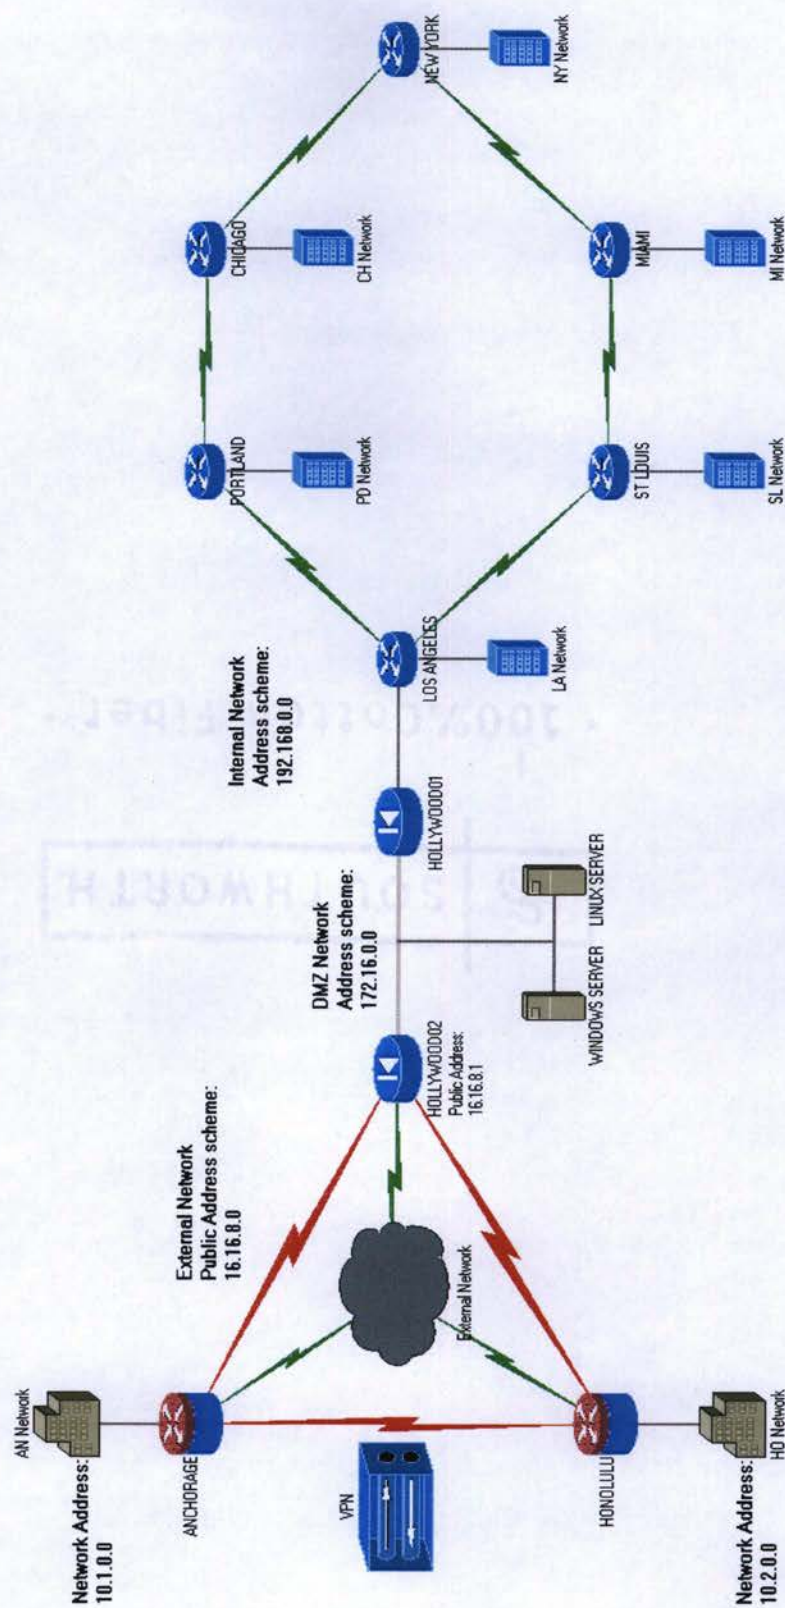 AN Network
Network Address:
10.1.0.0
ANCHORAGE
VPN
HONOLULU
HO Network
Network Address:
10.2.0.0
External Network
Public Address scheme:
16.16.8.0
External Network
HOLLYWOOD02
Public Address:
16.16.8.1
DMZ Network
Address scheme:
172.16.0.0
WINDOWS SERVER
LINUX SERVER
HOLLYWOOD01
Internal Network
Address scheme:
192.168.0.0
LOS ANGELES
LA Network
PORTLAND
PD Network
ST LOUIS
SL Network
CHICAGO
CH Network
MIAMI
MI Network
NEW YORK
NY Network
SOUTHWORTH
100% Cotton Fiber